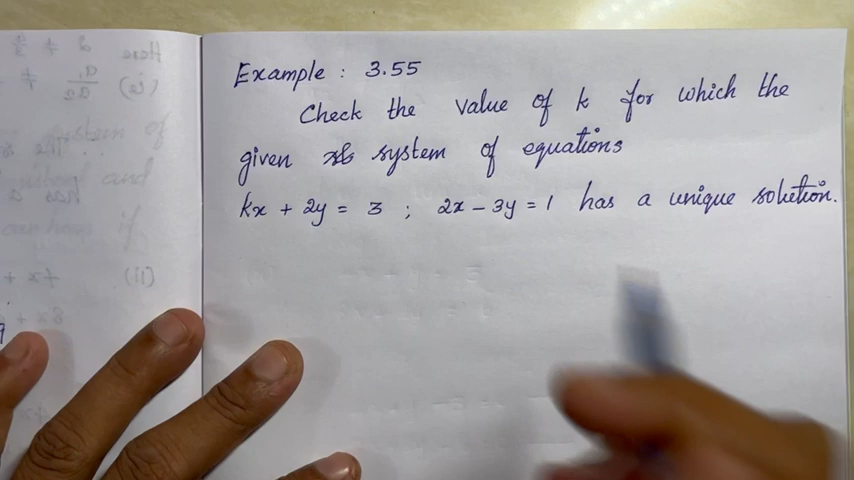 Example : 3.55
Check the value of k for which the
given system of equations
kx + 2y = 3 ; 2x - 3y = 1 has a unique solution.